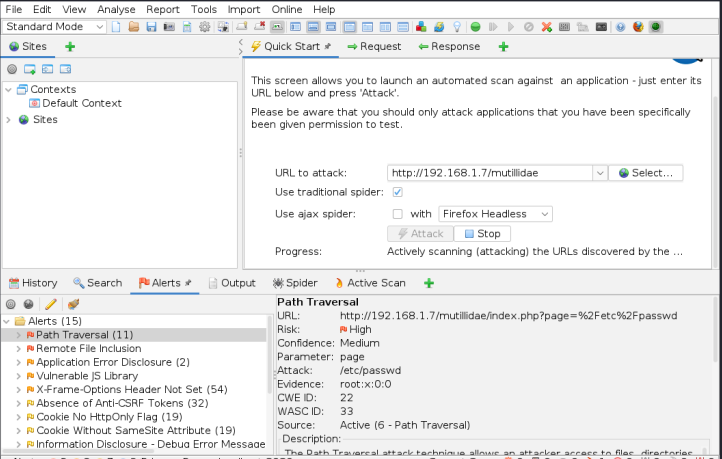 File Edit View Analyse Report Tools Import Online Help
Standard Mode
Sites
Quick Start
Request
Response
Contexts
Default Context
Sites
This screen allows you to launch an automated scan against an application - just enter its
URL below and press 'Attack'.
Please be aware that you should only attack applications that you have been specifically
been given permission to test.
URL to attack: http://192.168.1.7/mutillidae Select...
Use traditional spider:
Use ajax spider: with Firefox Headless
Attack Stop
Progress: Actively scanning (attacking) the URLs discovered by the ...
History Search Alerts Output Spider Active Scan
Alerts (15)
Path Traversal (11)
Remote File Inclusion
Application Error Disclosure (2)
Vulnerable JS Library
X-Frame-Options Header Not Set (54)
Absence of Anti-CSRF Tokens (32)
Cookie No HttpOnly Flag (19)
Cookie Without SameSite Attribute (19)
Information Disclosure - Debug Error Message
Path Traversal
URL: http://192.168.1.7/mutillidae/index.php?page=%2Fetc%2Fpasswd
Risk: High
Confidence: Medium
Parameter: page
Attack: /etc/passwd
Evidence: root:x:0:0
CWE ID: 22
WASC ID: 33
Source: Active (6 - Path Traversal)
Description:
The Path Traversal attack technique allows an attacker access to files, directories,